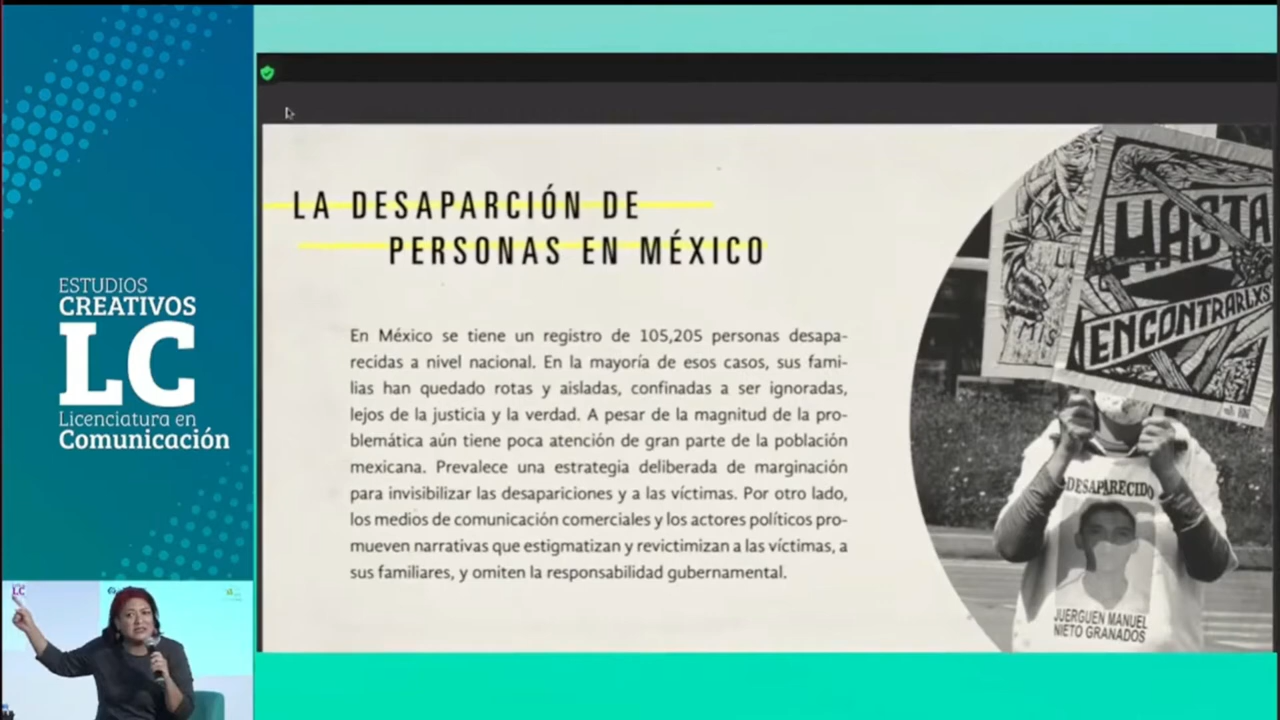 ESTUDIOS
CREATIVOS
LC
Licenciatura en
Comunicación
LC
LA DESAPARCIÓN DE
PERSONAS EN MÉXICO
En México se tiene un registro de 105,205 personas desapa-
recidas a nivel nacional. En la mayoría de esos casos, sus fami-
lias han quedado rotas y aisladas, confinadas a ser ignoradas,
lejos de la justicia y la verdad. A pesar de la magnitud de la pro-
blemática aún tiene poca atención de gran parte de la población
mexicana. Prevalece una estrategia deliberada de marginación
para invisibilizar las desapariciones y a las víctimas. Por otro lado,
los medios de comunicación comerciales y los actores políticos pro-
mueven narrativas que estigmatizan y revictimizan a las víctimas, a
sus familiares, y omiten la responsabilidad gubernamental.
MIS
HASTA
ENCONTRARLXS
DESAPARECIDO
JUERGUEN MANUEL
NIETO GRANADOS